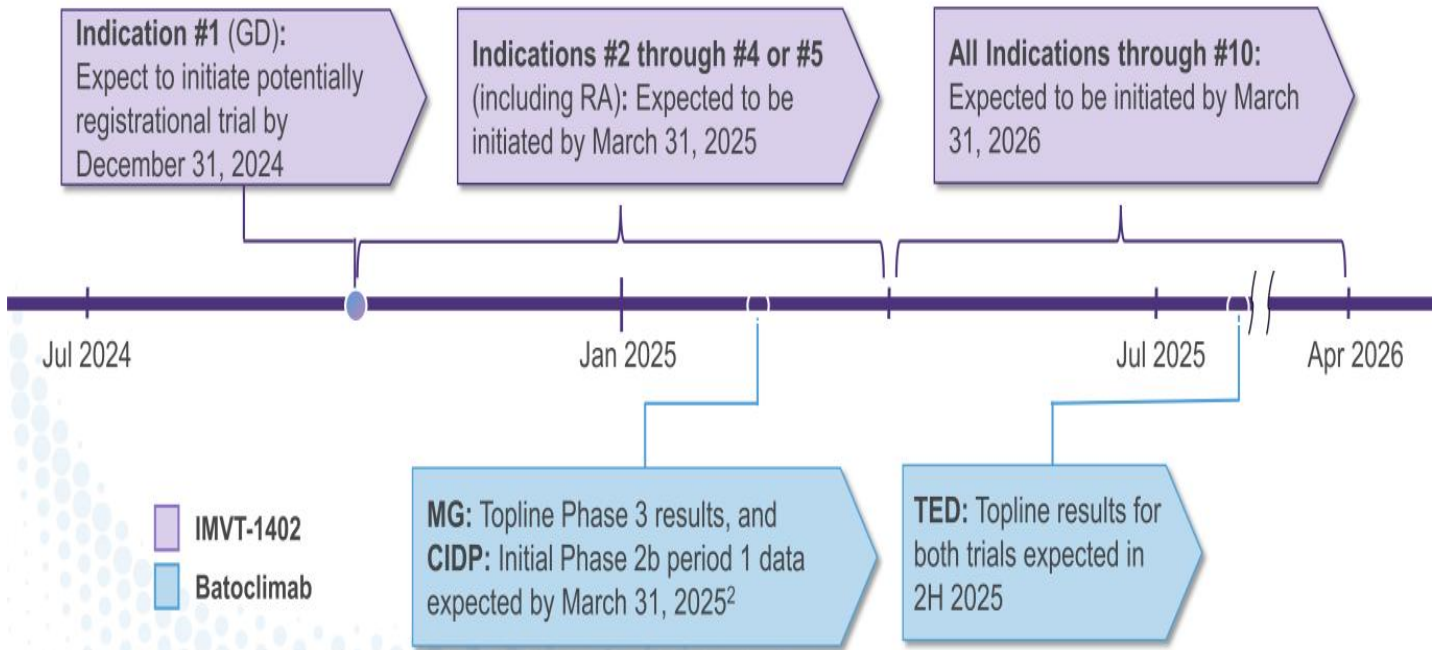 Indication #1 (GD):
Expect to initiate potentially
registrational trial by
December 31, 2024
Indications #2 through #4 or #5
(including RA): Expected to be
initiated by March 31, 2025
All Indications through #10:
Expected to be initiated by March
31, 2026
Jul 2024
Jan 2025
Jul 2025
Apr 2026
IMVT-1402
Batoclimab
MG: Topline Phase 3 results, and
CIDP: Initial Phase 2b period 1 data
expected by March 31, 2025²
TED: Topline results for
both trials expected in
2H 2025